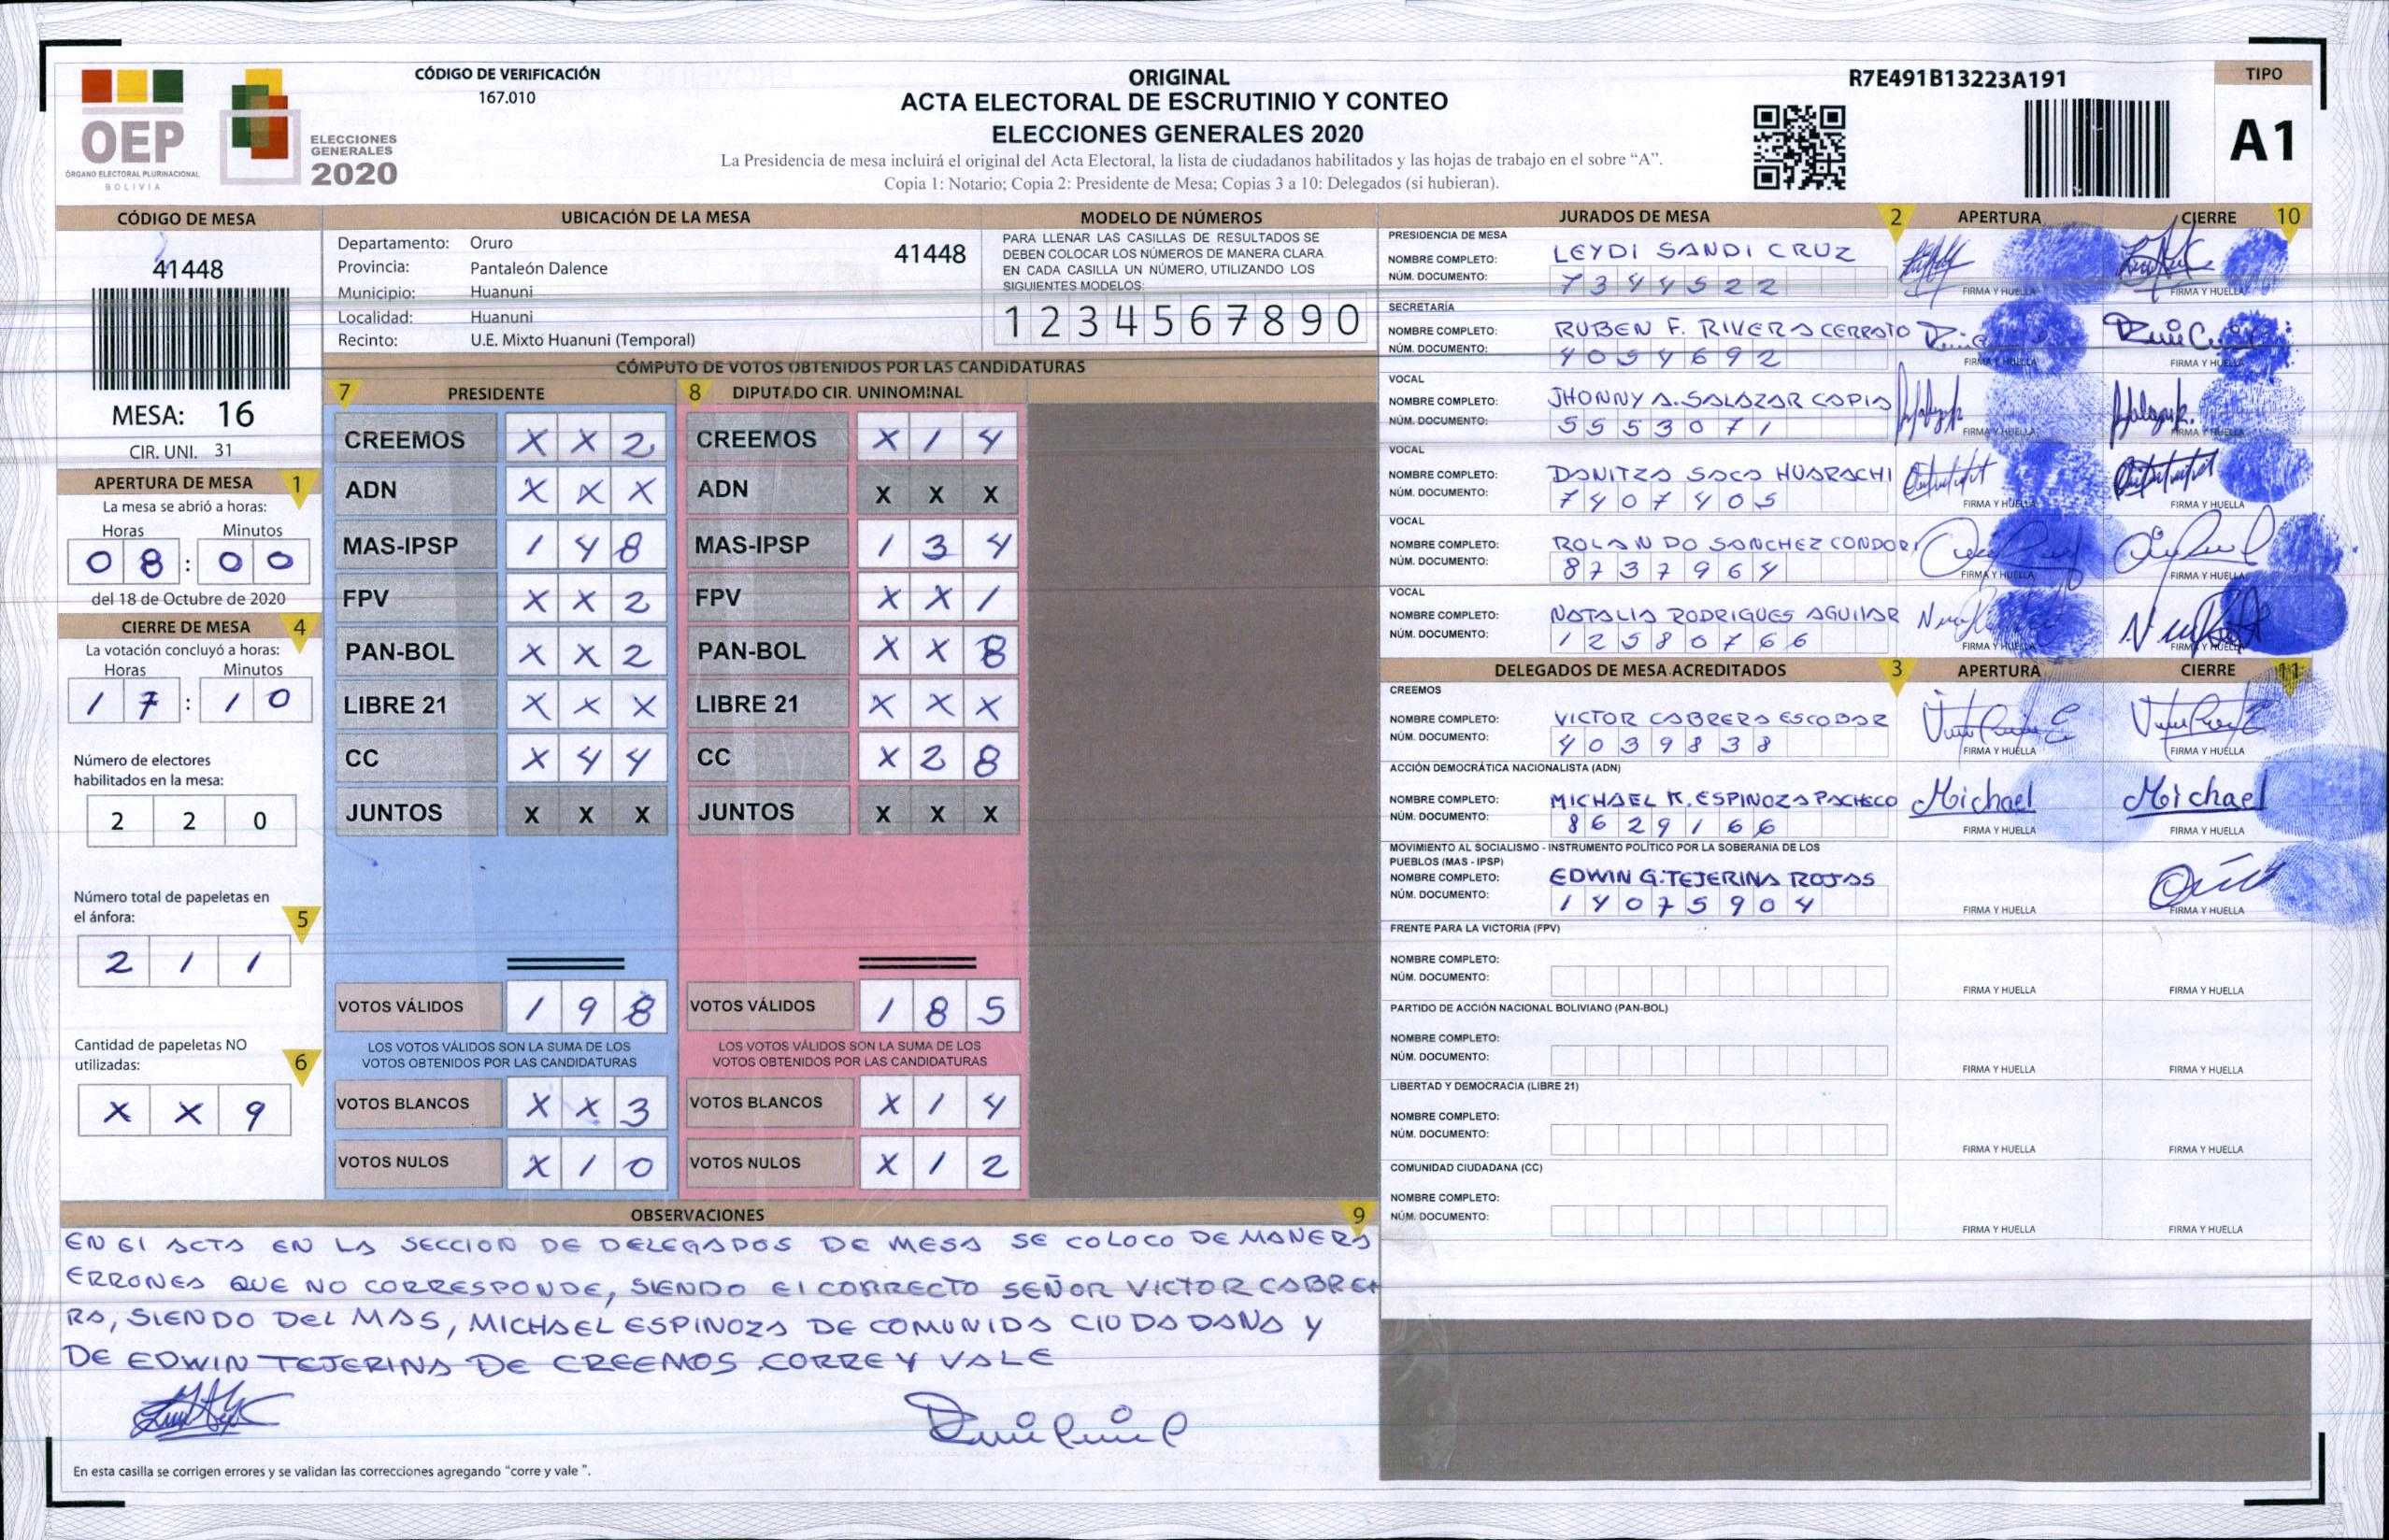 CÓDIGO DE VERIFICACIÓN
167.010
ORIGINAL
ACTA ELECTORAL DE ESCRUTINIO Y CONTEO
ELECCIONES GENERALES 2020
La Presidencia de mesa incluirá el original del Acta Electoral, la lista de ciudadanos habilitados y las hojas de trabajo en el sobre "A".
Copia 1: Notario; Copia 2: Presidente de Mesa; Copias 3 a 10: Delegados (si hubieran).
R7E491B13223A191
TIPO
A1
OEP
ÓRGANO ELECTORAL PLURINACIONAL
BOLIVIA
ELECCIONES
GENERALES
2020
CÓDIGO DE MESA
41448
MESA: 16
CIR. UNI. 31
APERTURA DE MESA 1
La mesa se abrió a horas:
Horas Minutos
0 8 : 0 0
del 18 de Octubre de 2020
CIERRE DE MESA 4
La votación concluyó a horas:
Horas Minutos
1 7 : 1 0
Número de electores
habilitados en la mesa:
2 2 0
Número total de papeletas en
el ánfora: 5
2 1 1
Cantidad de papeletas NO
utilizadas: 6
X X 9
UBICACIÓN DE LA MESA
Departamento: Oruro 41448
Provincia: Pantaleón Dalence
Municipio: Huanuni
Localidad: Huanuni
Recinto: U.E. Mixto Huanuni (Temporal)
MODELO DE NÚMEROS
PARA LLENAR LAS CASILLAS DE RESULTADOS SE
DEBEN COLOCAR LOS NÚMEROS DE MANERA CLARA
EN CADA CASILLA UN NÚMERO, UTILIZANDO LOS
SIGUIENTES MODELOS:
1 2 3 4 5 6 7 8 9 0
CÓMPUTO DE VOTOS OBTENIDOS POR LAS CANDIDATURAS
7 PRESIDENTE 8 DIPUTADO CIR. UNINOMINAL
CREEMOS X X 2 CREEMOS X 1 4
ADN X X X ADN X X X
MAS-IPSP 1 4 8 MAS-IPSP 1 3 4
FPV X X 2 FPV X X 1
PAN-BOL X X 2 PAN-BOL X X 8
LIBRE 21 X X X LIBRE 21 X X X
CC X 4 4 CC X 2 8
JUNTOS X X X JUNTOS X X X
VOTOS VÁLIDOS 1 9 8 VOTOS VÁLIDOS 1 8 5
LOS VOTOS VÁLIDOS SON LA SUMA DE LOS LOS VOTOS VÁLIDOS SON LA SUMA DE LOS
VOTOS OBTENIDOS POR LAS CANDIDATURAS VOTOS OBTENIDOS POR LAS CANDIDATURAS
VOTOS BLANCOS X X 3 VOTOS BLANCOS X 1 4
VOTOS NULOS X 1 0 VOTOS NULOS X 1 2
JURADOS DE MESA 2 APERTURA CIERRE 10
PRESIDENCIA DE MESA
NOMBRE COMPLETO: LEYDI SANDI CRUZ
NÚM. DOCUMENTO: 7344522
FIRMA Y HUELLA FIRMA Y HUELLA
SECRETARÍA
NOMBRE COMPLETO: RUBEN F. RIVERA CERRATO
NÚM. DOCUMENTO: 4054692
FIRMA Y HUELLA FIRMA Y HUELLA
VOCAL
NOMBRE COMPLETO: JHONNY A. SALAZAR COPIA
NÚM. DOCUMENTO: 5553071
FIRMA Y HUELLA FIRMA Y HUELLA
VOCAL
NOMBRE COMPLETO: DANITZA SACA HUARACHI
NÚM. DOCUMENTO: 7407405
FIRMA Y HUELLA FIRMA Y HUELLA
VOCAL
NOMBRE COMPLETO: ROLANDO SANCHEZ CONDORI
NÚM. DOCUMENTO: 8737964
FIRMA Y HUELLA FIRMA Y HUELLA
VOCAL
NOMBRE COMPLETO: NATALIA RODRIGUES AGUILAR
NÚM. DOCUMENTO: 12580766
FIRMA Y HUELLA FIRMA Y HUELLA
DELEGADOS DE MESA ACREDITADOS 3 APERTURA CIERRE 11
CREEMOS
NOMBRE COMPLETO: VICTOR CABRERA ESCOBAR
NÚM. DOCUMENTO: 4039838
FIRMA Y HUELLA FIRMA Y HUELLA
ACCIÓN DEMOCRÁTICA NACIONALISTA (ADN)
NOMBRE COMPLETO: MICHAEL K. ESPINOZA PACHECO Michael Michael
NÚM. DOCUMENTO: 8629166
FIRMA Y HUELLA FIRMA Y HUELLA
MOVIMIENTO AL SOCIALISMO - INSTRUMENTO POLÍTICO POR LA SOBERANIA DE LOS
PUEBLOS (MAS - IPSP)
NOMBRE COMPLETO: EDWIN G. TEJERINA ROJAS
NÚM. DOCUMENTO: 14075904
FIRMA Y HUELLA FIRMA Y HUELLA
FRENTE PARA LA VICTORIA (FPV)
NOMBRE COMPLETO:
NÚM. DOCUMENTO:
FIRMA Y HUELLA FIRMA Y HUELLA
PARTIDO DE ACCIÓN NACIONAL BOLIVIANO (PAN-BOL)
NOMBRE COMPLETO:
NÚM. DOCUMENTO:
FIRMA Y HUELLA FIRMA Y HUELLA
LIBERTAD Y DEMOCRACIA (LIBRE 21)
NOMBRE COMPLETO:
NÚM. DOCUMENTO:
FIRMA Y HUELLA FIRMA Y HUELLA
COMUNIDAD CIUDADANA (CC)
NOMBRE COMPLETO:
NÚM. DOCUMENTO:
FIRMA Y HUELLA FIRMA Y HUELLA
OBSERVACIONES 9
EN El ACTA EN LA SECCION DE DELEGADOS DE MESA SE COLOCO DE MANERA
ERRONEA QUE NO CORRESPONDE, SIENDO El CORRECTO SEÑOR VICTOR CABRE
RA, SIENDO DEL MAS, MICHAEL ESPINOZA DE COMUNIDA CIUDADANA Y
DE EDWIN TEJERINA DE CREEMOS CORRE Y VALE
En esta casilla se corrigen errores y se validan las correcciones agregando "corre y vale ".